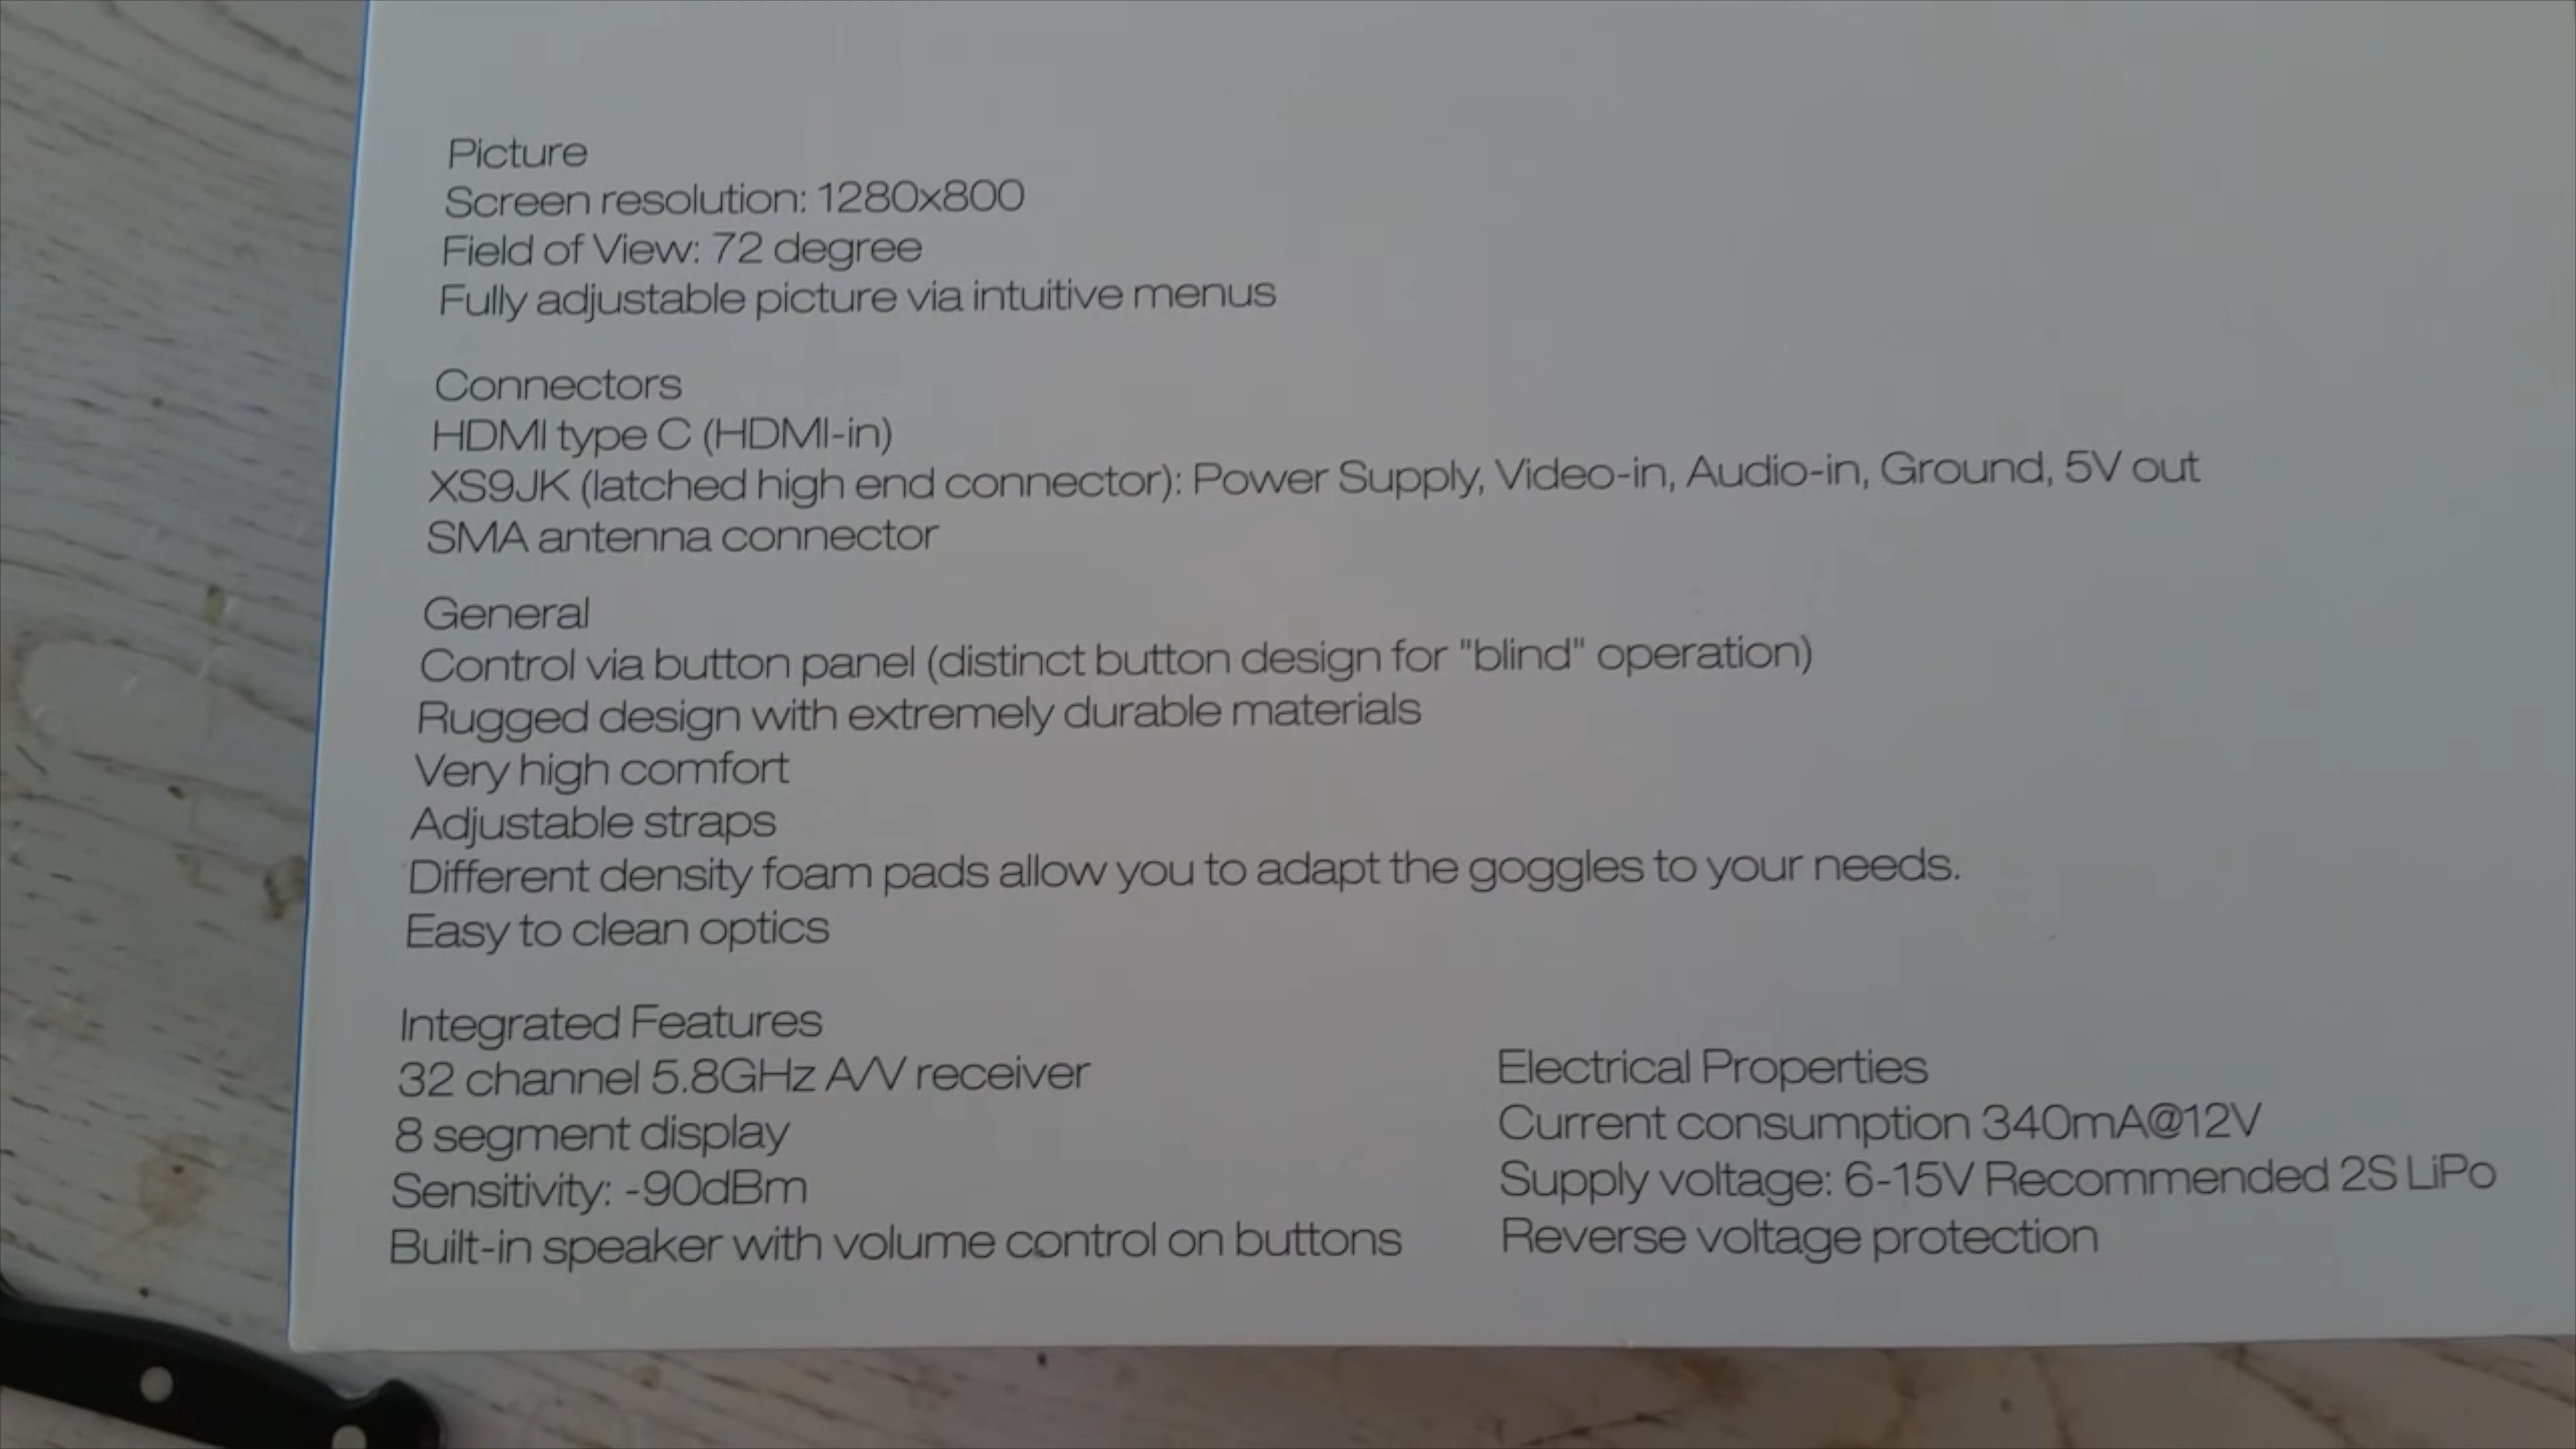 Picture
Screen resolution: 1280x800
Field of View: 72 degree
Fully adjustable picture via intuitive menus
Connectors
HDMI type C (HDMI-in)
XS9JK (latched high end connector): Power Supply, Video-in, Audio-in, Ground, 5V out
SMA antenna connector
General
Control via button panel (distinct button design for "blind" operation)
Rugged design with extremely durable materials
Very high comfort
Adjustable straps
Different density foam pads allow you to adapt the goggles to your needs.
Easy to clean optics
Integrated Features
32 channel 5.8GHz A/V receiver
8 segment display
Sensitivity: -90dBm
Built-in speaker with volume control on buttons
Electrical Properties
Current consumption 340mA@12V
Supply voltage: 6-15V Recommended 2S LiPo
Reverse voltage protection